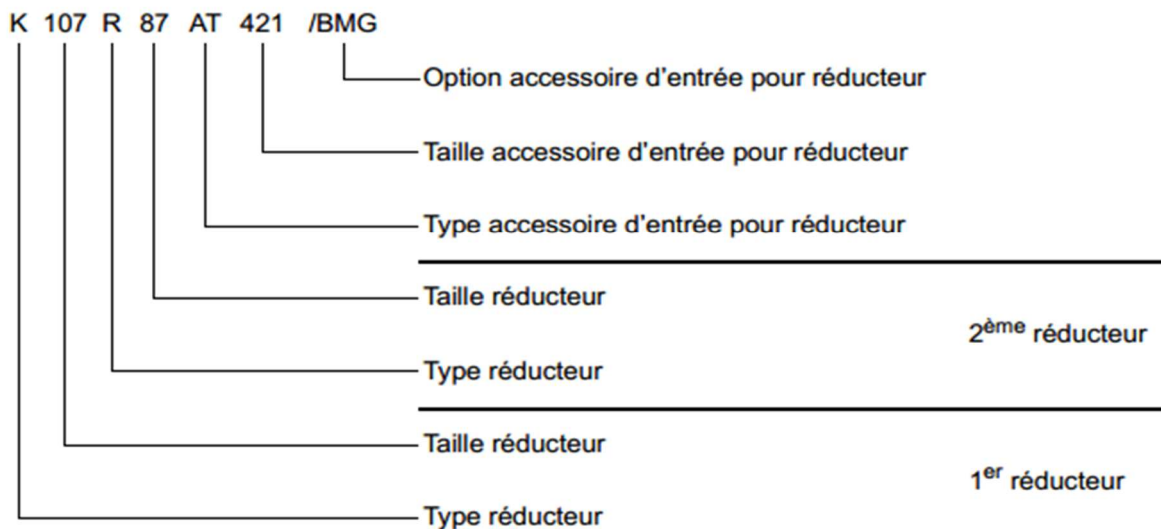 K 107 R 87 AT 421 /BMG
Option accessoire d'entrée pour réducteur
Taille accessoire d'entrée pour réducteur
Type accessoire d'entrée pour réducteur
Taille réducteur
2ème réducteur
Type réducteur
Taille réducteur
1er réducteur
Type réducteur